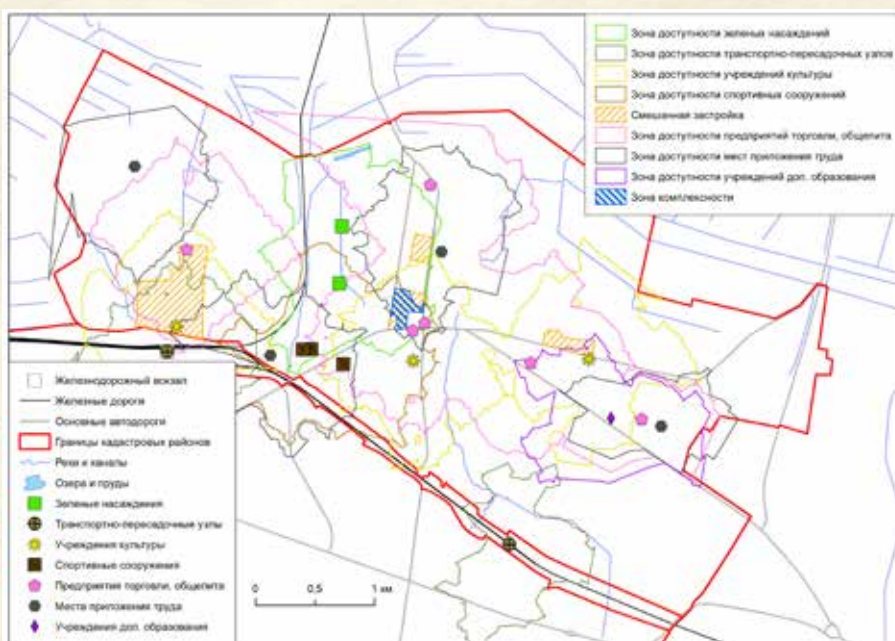 Зона доступности зеленых насаждений
Зона доступности транспортно-пересадочных узлов
Зона доступности учреждений культуры
Зона доступности спортивных сооружений
Смешанная застройка
Зона доступности предприятий торговли, общепита
Зона доступности мест приложения труда
Зона доступности учреждений доп. образования
Зона комплексности
Железнодорожный вокзал
Железные дороги
Основные автодороги
Границы кадастровых районов
Реки и каналы
Озера и пруды
Зеленые насаждения
Транспортно-пересадочные узлы
Учреждения культуры
Спортивные сооружения
Предприятия торговли, общепита
Места приложения труда
Учреждения доп. образования
0 0,5 1 км